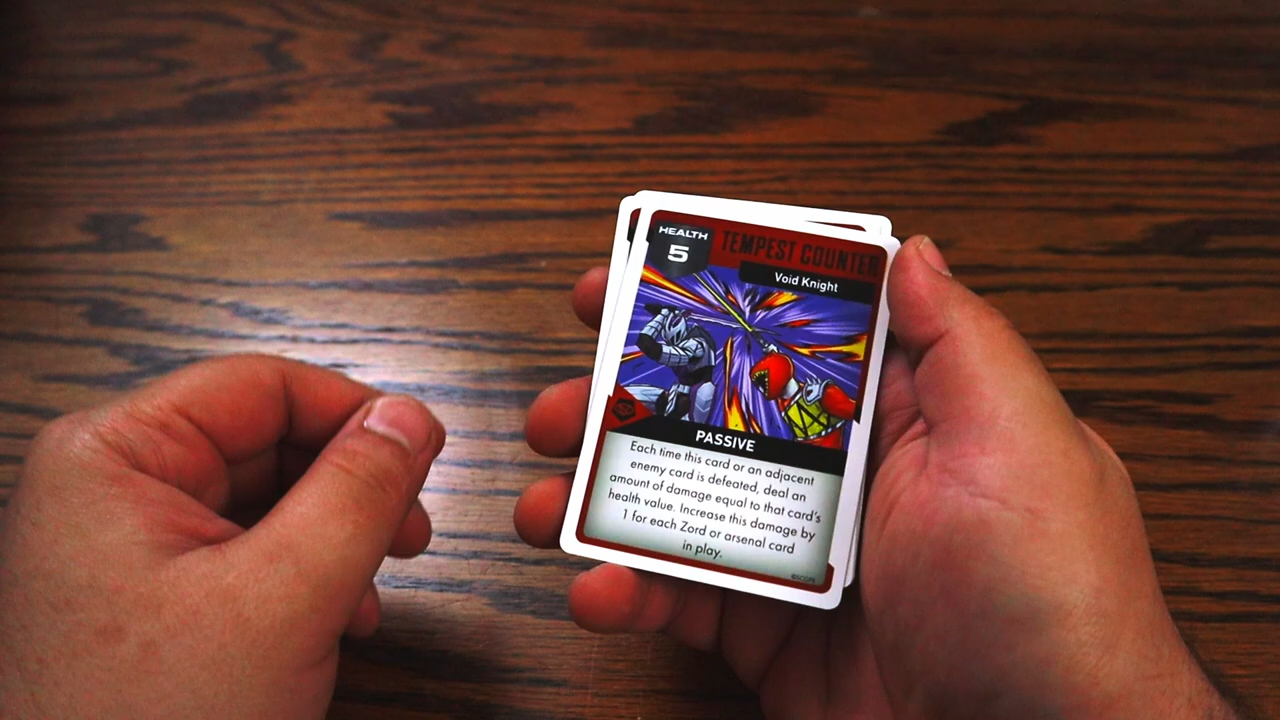 HEALTH
5
TEMPEST COUNTER
Void Knight
PASSIVE
Each time this card or an adjacent
enemy card is defeated, deal an
amount of damage equal to that card's
health value. Increase this damage by
1 for each Zord or arsenal card
in play.